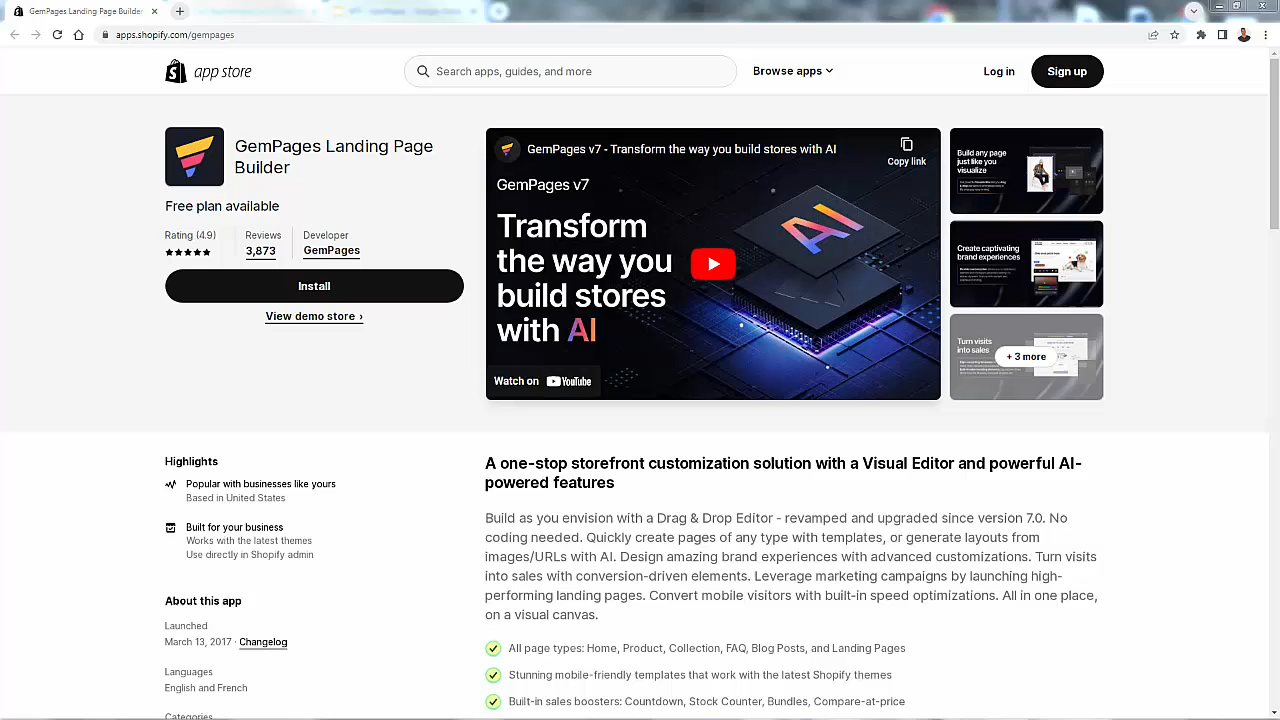 GemPages Landing Page Builder
apps.shopify.com/gempages
app store
Search apps, guides, and more
Browse apps
Log in
Sign up
GemPages Landing Page
Builder
Free plan available
Rating (4.9)
Reviews
Developer
★★★★★
3,873
GemPages
Install
View demo store ›
GemPages v7 - Transform the way you build stores with AI
Copy link
GemPages v7
Transform
the way you
build stores
with AI
AI
Watch on YouTube
Build any page
just like you
visualize
Create captivating
brand experiences
Turn visits
into sales
+ 3 more
Highlights
Popular with businesses like yours
Based in United States
Built for your business
Works with the latest themes
Use directly in Shopify admin
About this app
Launched
March 13, 2017 · Changelog
Languages
English and French
Categories
A one-stop storefront customization solution with a Visual Editor and powerful AI-
powered features
Build as you envision with a Drag & Drop Editor - revamped and upgraded since version 7.0. No
coding needed. Quickly create pages of any type with templates, or generate layouts from
images/URLs with AI. Design amazing brand experiences with advanced customizations. Turn visits
into sales with conversion-driven elements. Leverage marketing campaigns by launching high-
performing landing pages. Convert mobile visitors with built-in speed optimizations. All in one place,
on a visual canvas.
All page types: Home, Product, Collection, FAQ, Blog Posts, and Landing Pages
Stunning mobile-friendly templates that work with the latest Shopify themes
Built-in sales boosters: Countdown, Stock Counter, Bundles, Compare-at-price